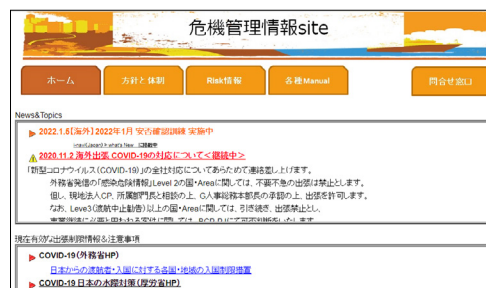 危機管理情報site
ホーム
方針と体制
Risk情報
各種Manual
問合せ窓口
News&Topics
2022.1.6【海外】2022年1月 安否確認訓練 実施中
2020.11.2 海外出張 COVID-19の対応について＜継続中＞
「新型コロナウイルス(COVID-19)」の全社対応についてあらためて連絡差し上げます。
外務省発信の「感染危険情報」Level 2の国・Areaに関しては、不要不急の出張は禁止とします。
但し、現地法人CP、所属部門長と相談の上、G人事総務本部長の承認の上、出張を許可します。
なお、Leve3(渡航中止勧告)以上の国・Areaに関しては、引き続き、出張禁止とし、
現在有効な出張制限情報＆注意事項
COVID-19(外務省HP)
日本からの渡航者・入国に対する各国・地域の入国制限措置
COVID-19 日本の水際対策(厚労省HP)